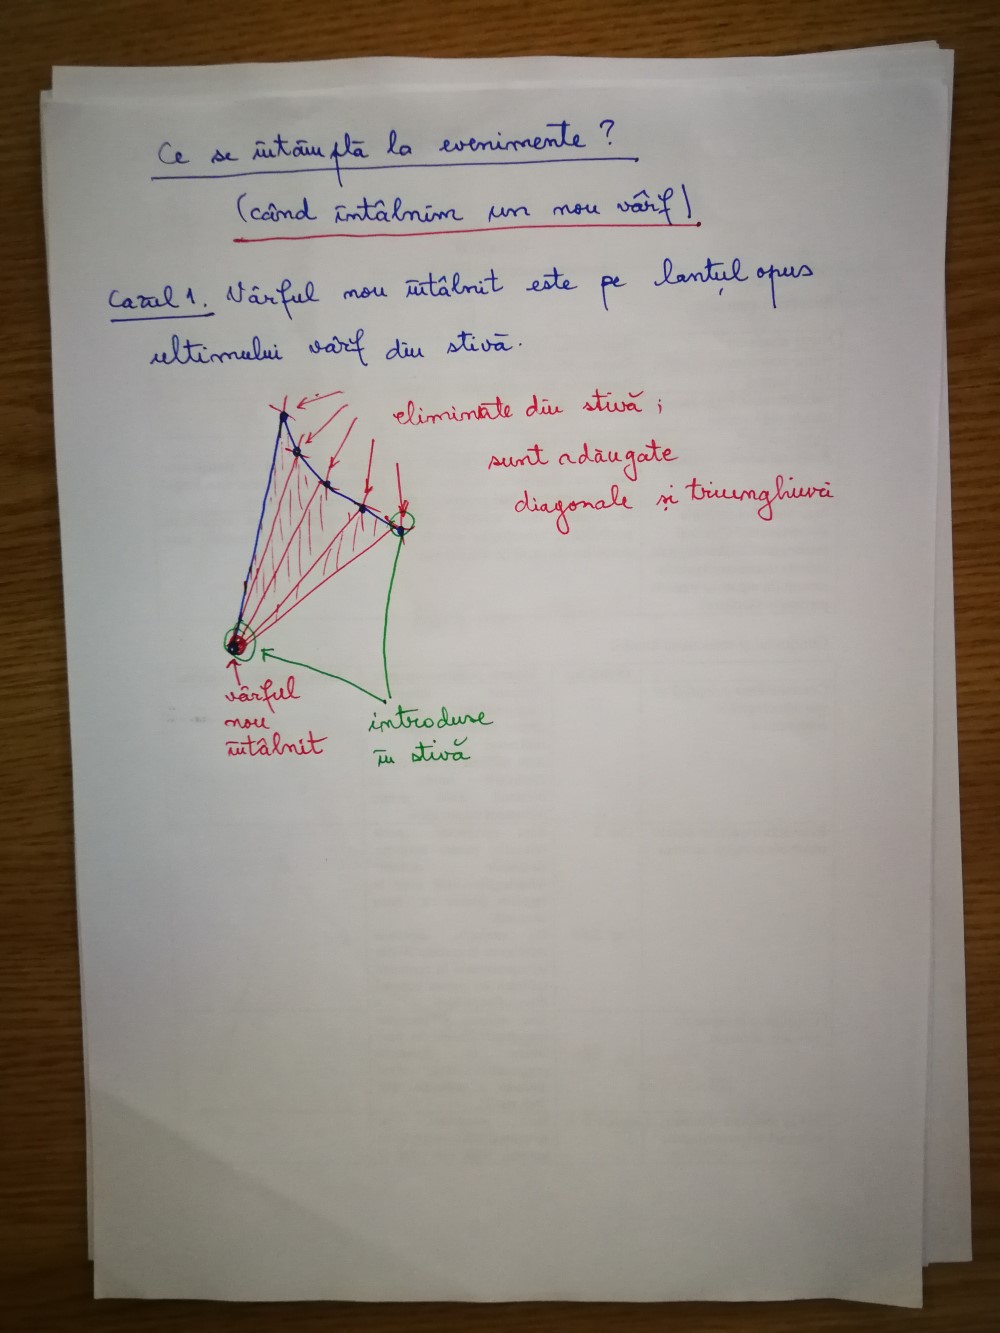 Ce se întâmplă la evenimente?
(când întâlnim un nou vârf)
Cazul 1. Vârful nou întâlnit este pe lanțul opus
ultimului vârf din stivă.
eliminate din stivă;
sunt adăugate
diagonale și triunghiuri
vârful
nou
întâlnit
introduse
în stivă